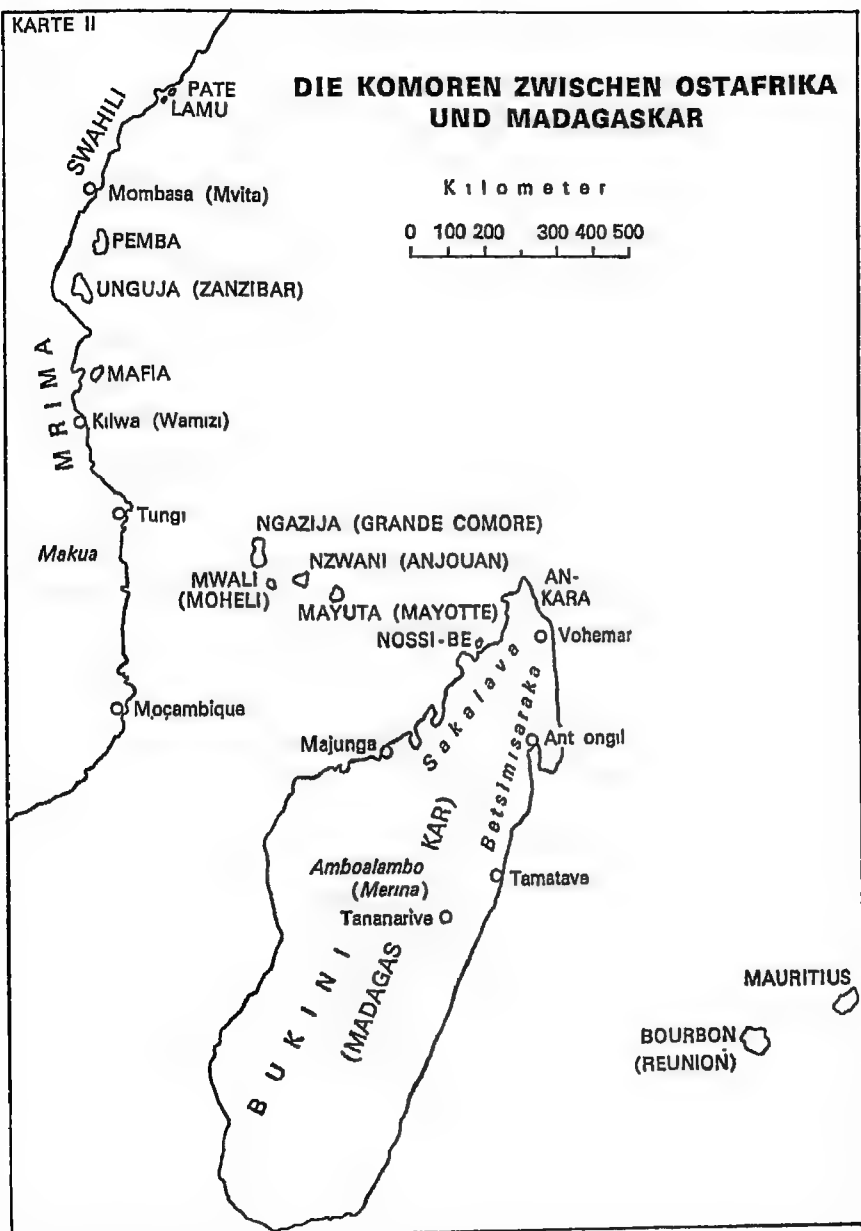 KARTE II
DIE KOMOREN ZWISCHEN OSTAFRIKA
UND MADAGASKAR
Kilometer
0 100 200 300 400 500
PATE
LAMU
SWAHILI
Mombasa (Mvita)
PEMBA
UNGUJA (ZANZIBAR)
MRIMA
MAFIA
Kilwa (Wamizi)
Tungi
Makua
NGAZIJA (GRANDE COMORE)
NZWANI (ANJOUAN)
MWALI
(MOHELI)
MAYUTA (MAYOTTE)
AN-
KARA
NOSSI-BE
Vohemar
Moçambique
Sakalava
Majunga
Ant ongil
Betsimisaraka
Amboalambo
(Merina)
Tamatave
Tananarive
BUKINI
(MADAGAS
KAR)
MAURITIUS
BOURBON
(REUNION)